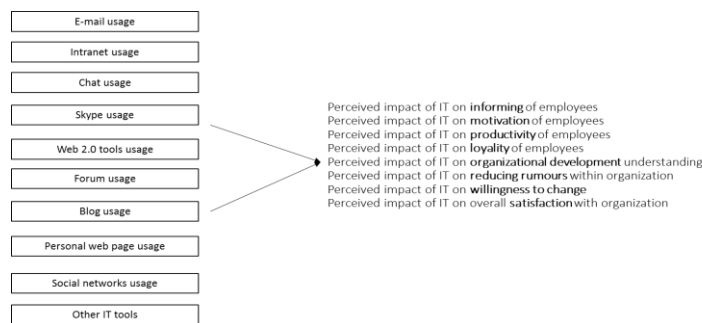 E-mail usage
Intranet usage
Chat usage
Skype usage
Web 2.0 tools usage
Forum usage
Blog usage
Personal web page usage
Social networks usage
Other IT tools
Perceived impact of IT on informing of employees
Perceived impact of IT on motivation of employees
Perceived impact of IT on productivity of employees
Perceived impact of IT on loyality of employees
Perceived impact of IT on organizational development understanding
Perceived impact of IT on reducing rumours within organization
Perceived impact of IT on willingness to change
Perceived impact of IT on overall satisfaction with organization